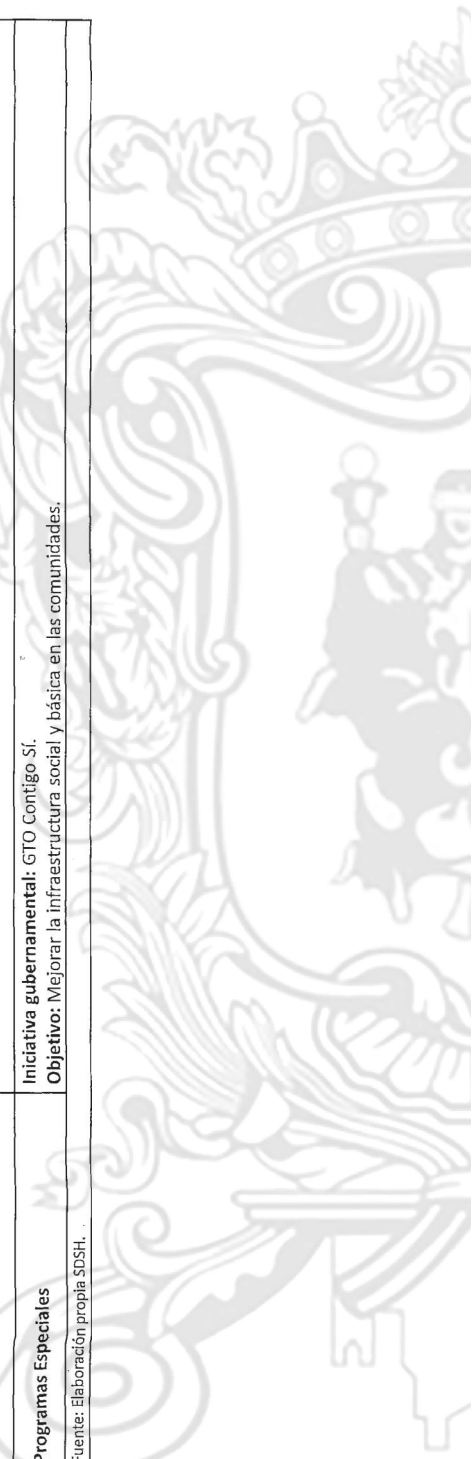 Programas Especiales
Iniciativa gubernamental: GTO Contigo Sí.
Objetivo: Mejorar la infraestructura social y básica en las comunidades.
Fuente: Elaboración propia SDSH.